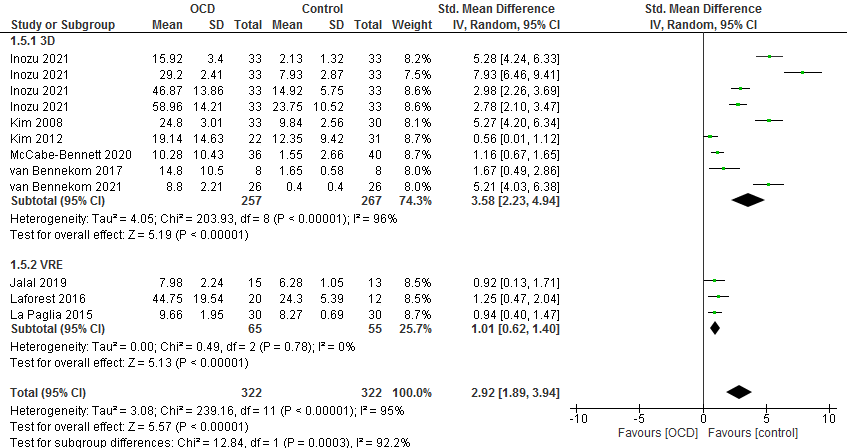 OCD Control Std. Mean Difference Std. Mean Difference
Study or Subgroup Mean SD Total Mean SD Total Weight IV, Random, 95% CI IV, Random, 95% CI
1.5.1 3D
Inozu 2021 15.92 3.4 33 2.13 1.32 33 8.2% 5.28 [4.24, 6.33]
Inozu 2021 29.2 2.41 33 7.93 2.87 33 7.5% 7.93 [6.46, 9.41]
Inozu 2021 46.87 13.86 33 14.92 5.75 33 8.5% 2.98 [2.26, 3.69]
Inozu 2021 58.96 14.21 33 23.75 10.52 33 8.5% 2.78 [2.10, 3.47]
Kim 2008 24.8 3.01 33 9.84 2.56 30 8.1% 5.27 [4.20, 6.34]
Kim 2012 19.14 14.63 22 12.35 9.42 31 8.6% 0.56 [0.01, 1.12]
McCabe-Bennett 2020 10.28 10.43 36 1.55 2.66 40 8.6% 1.16 [0.67, 1.65]
van Bennekom 2017 14.8 10.5 8 1.65 0.58 8 8.0% 1.67 [0.49, 2.86]
van Bennekom 2021 8.8 2.21 26 0.4 0.4 26 8.0% 5.21 [4.03, 6.38]
Subtotal (95% CI) 257 267 74.3% 3.58 [2.23, 4.94]
Heterogeneity: Tau² = 4.05; Chi² = 203.93, df = 8 (P < 0.00001); I² = 96%
Test for overall effect: Z = 5.19 (P < 0.00001)
1.5.2 VRE
Jalal 2019 7.98 2.24 15 6.28 1.05 13 8.5% 0.92 [0.13, 1.71]
Laforest 2016 44.75 19.54 20 24.3 5.39 12 8.5% 1.25 [0.47, 2.04]
La Paglia 2015 9.66 1.95 30 8.27 0.69 30 8.6% 0.94 [0.40, 1.47]
Subtotal (95% CI) 65 55 25.7% 1.01 [0.62, 1.40]
Heterogeneity: Tau² = 0.00; Chi² = 0.49, df = 2 (P = 0.78); I² = 0%
Test for overall effect: Z = 5.13 (P < 0.00001)
Total (95% CI) 322 322 100.0% 2.92 [1.89, 3.94]
Heterogeneity: Tau² = 3.08; Chi² = 239.16, df = 11 (P < 0.00001); I² = 95%
Test for overall effect: Z = 5.57 (P < 0.00001)
Test for subgroup differences: Chi² = 12.84, df = 1 (P = 0.0003), I² = 92.2%
-10 -5 0 5 10
Favours [OCD] Favours [control]